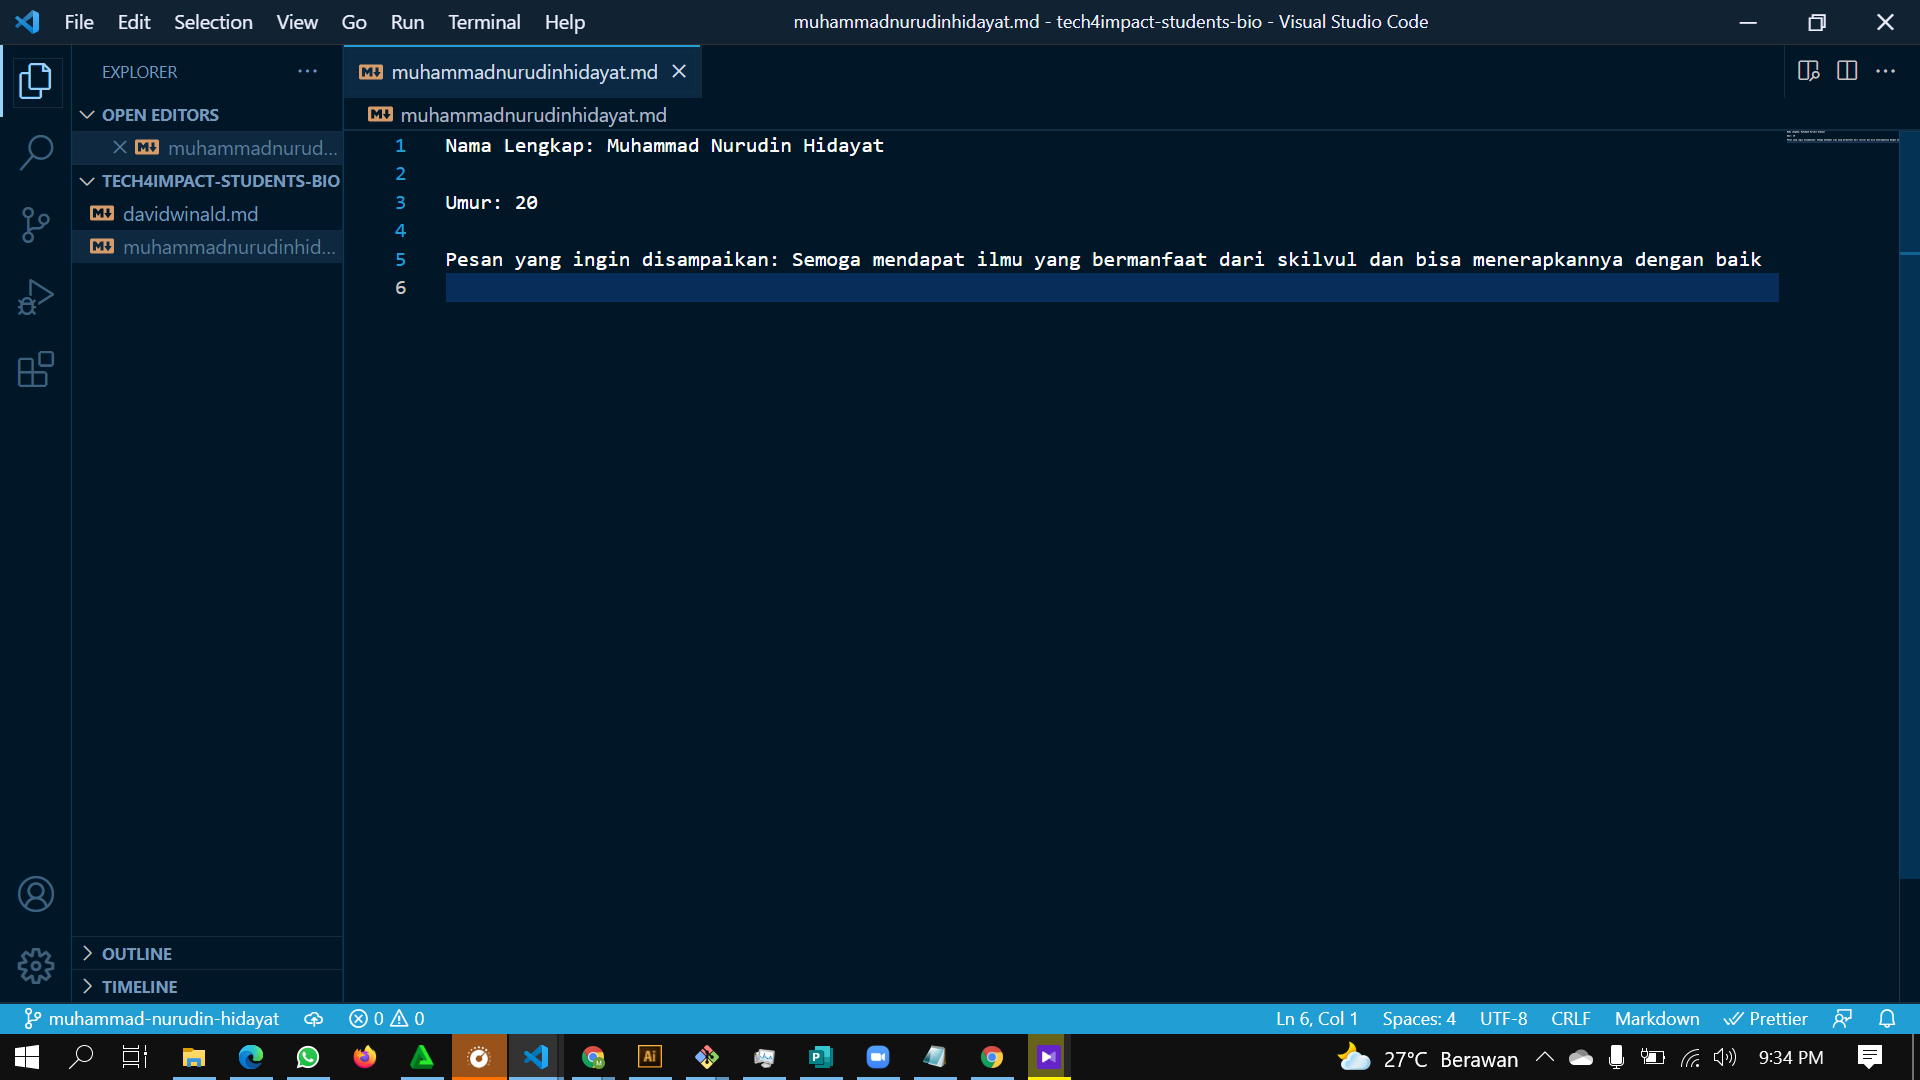 File Edit Selection View Go Run Terminal Help
muhammadnurudinhidayat.md - tech4impact-students-bio - Visual Studio Code
EXPLORER
muhammadnurudinhidayat.md
OPEN EDITORS
muhammadnurud...
TECH4IMPACT-STUDENTS-BIO
davidwinald.md
muhammadnurudinhid...
OUTLINE
TIMELINE
muhammadnurudinhidayat.md
1 Nama Lengkap: Muhammad Nurudin Hidayat
2
3 Umur: 20
4
5 Pesan yang ingin disampaikan: Semoga mendapat ilmu yang bermanfaat dari skilvul dan bisa menerapkannya dengan baik
6
muhammad-nurudin-hidayat 0 0 Ln 6, Col 1 Spaces: 4 UTF-8 CRLF Markdown Prettier
Ai P 27°C Berawan 9:34 PM